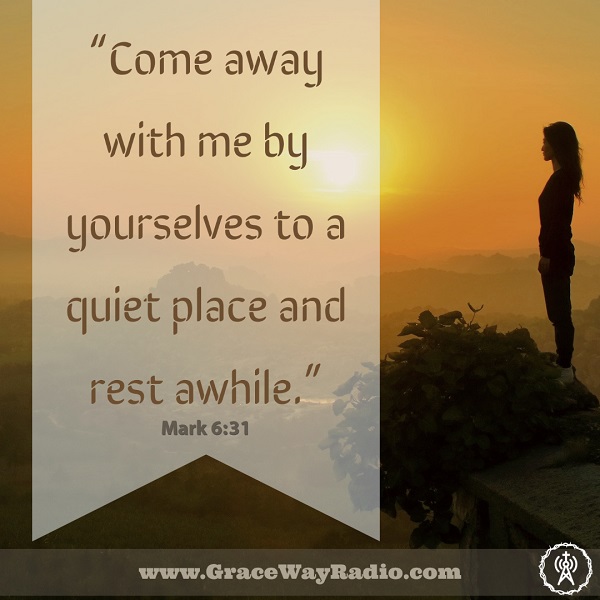 “Come away
with me by
yourselves to a
quiet place and
rest awhile.”
Mark 6:31
www.GraceWayRadio.com